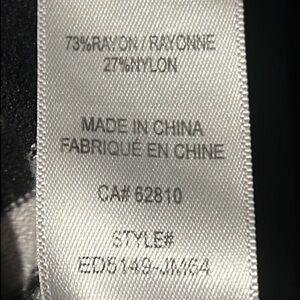 73%RAYON / RAYONNE
27%NYLON
MADE IN CHINA
FABRIQUÉ EN CHINE
CA# 62810
STYLE#
ED5149-JM64